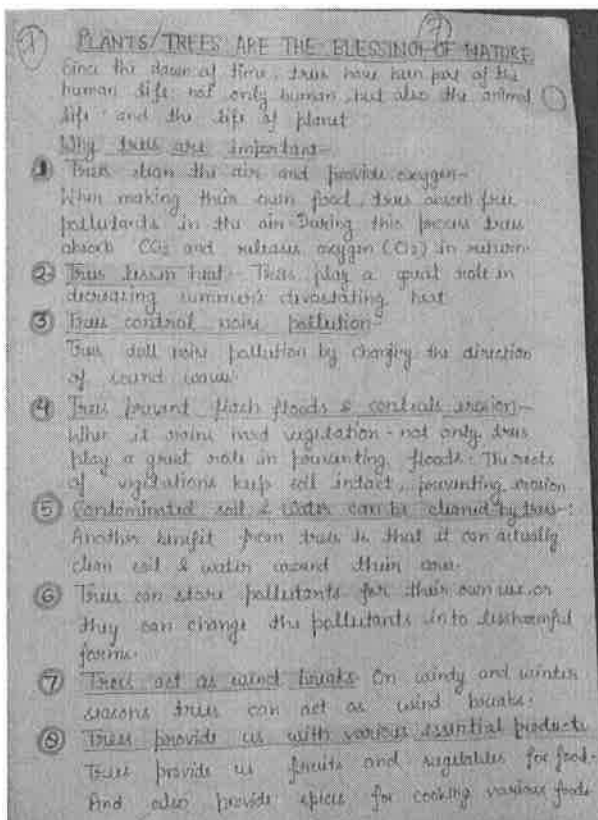 1 7
PLANTS/TREES ARE THE BLESSING OF NATURE
Since the dawn of time, trees have been part of the
human life not only human, but also the animal
life and the life of planet
Why trees are important-
1 Trees clean the air and provide oxygen-
When making their own food, trees absorb free
pollutants in the air. During this process trees
absorb CO2 and releases oxygen (O2) in return.
2 Trees lessen heat- Trees play a great role in
decreasing summer's devastating heat
3 Trees control noise pollution-
Trees dull noise pollution by changing the direction
of sound waves.
4 Trees prevent flash floods & controls erosion-
When it rains vegetation - not only trees
play a great role in preventing floods. The roots
of vegetations keep soil intact, preventing erosion
5 Contaminated soil & water can be cleaned by trees-:
Another benefit from trees is that it can actually
clean soil & water around their area.
6 Trees can store pollutants for their own use or
they can change the pollutants into less harmful
forms.
7 Trees act as wind breaks- On windy and winter
seasons trees can act as wind breaks.
8 Trees provide us with various essential products
Trees provide us fruits and vegetables for food.
And also provide spices for cooking various foods